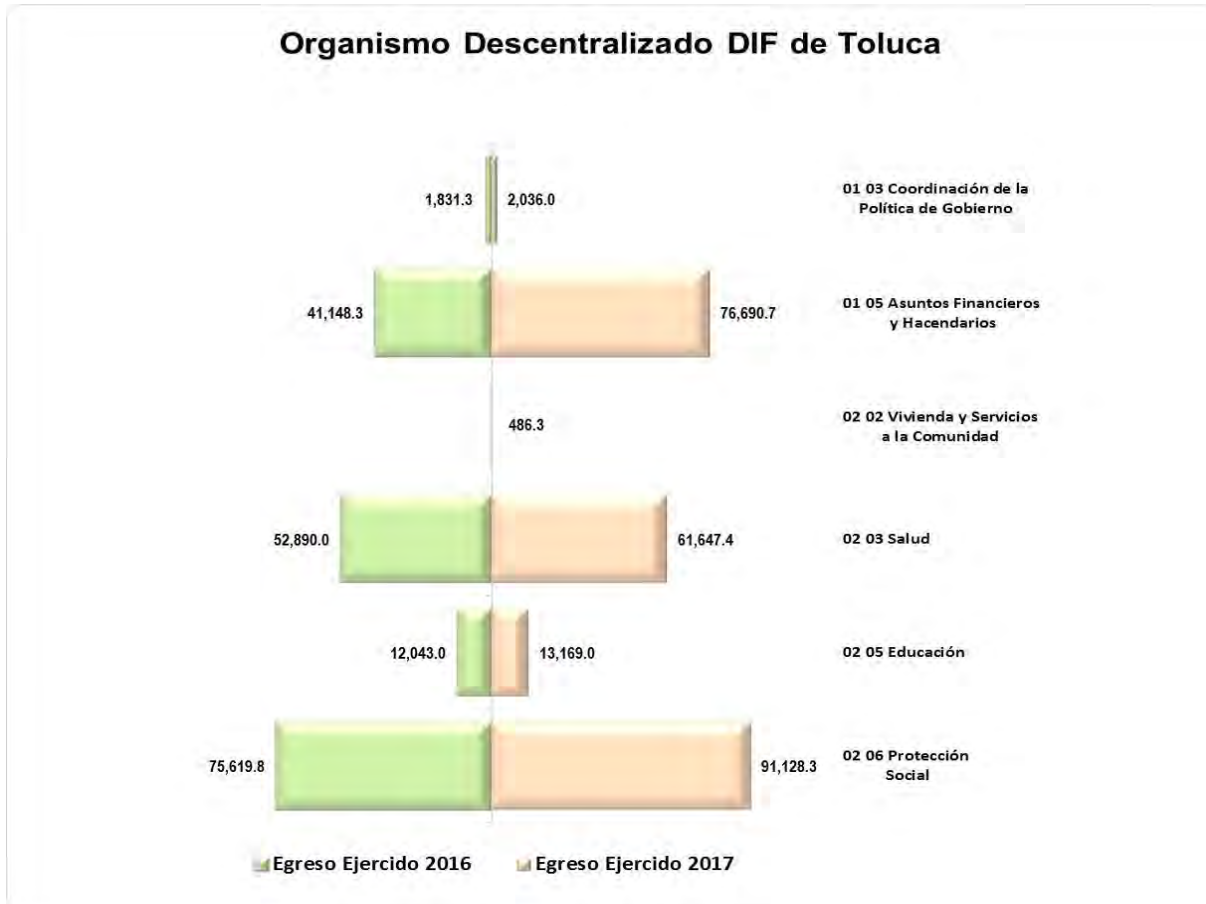 Organismo Descentralizado DIF de Toluca
1,831.3
2,036.0
01 03 Coordinación de la
Política de Gobierno
41,148.3
76,690.7
01 05 Asuntos Financieros
y Hacendarios
486.3
02 02 Vivienda y Servicios
a la Comunidad
52,890.0
61,647.4
02 03 Salud
12,043.0
13,169.0
02 05 Educación
75,619.8
91,128.3
02 06 Protección
Social
Egreso Ejercido 2016
Egreso Ejercido 2017